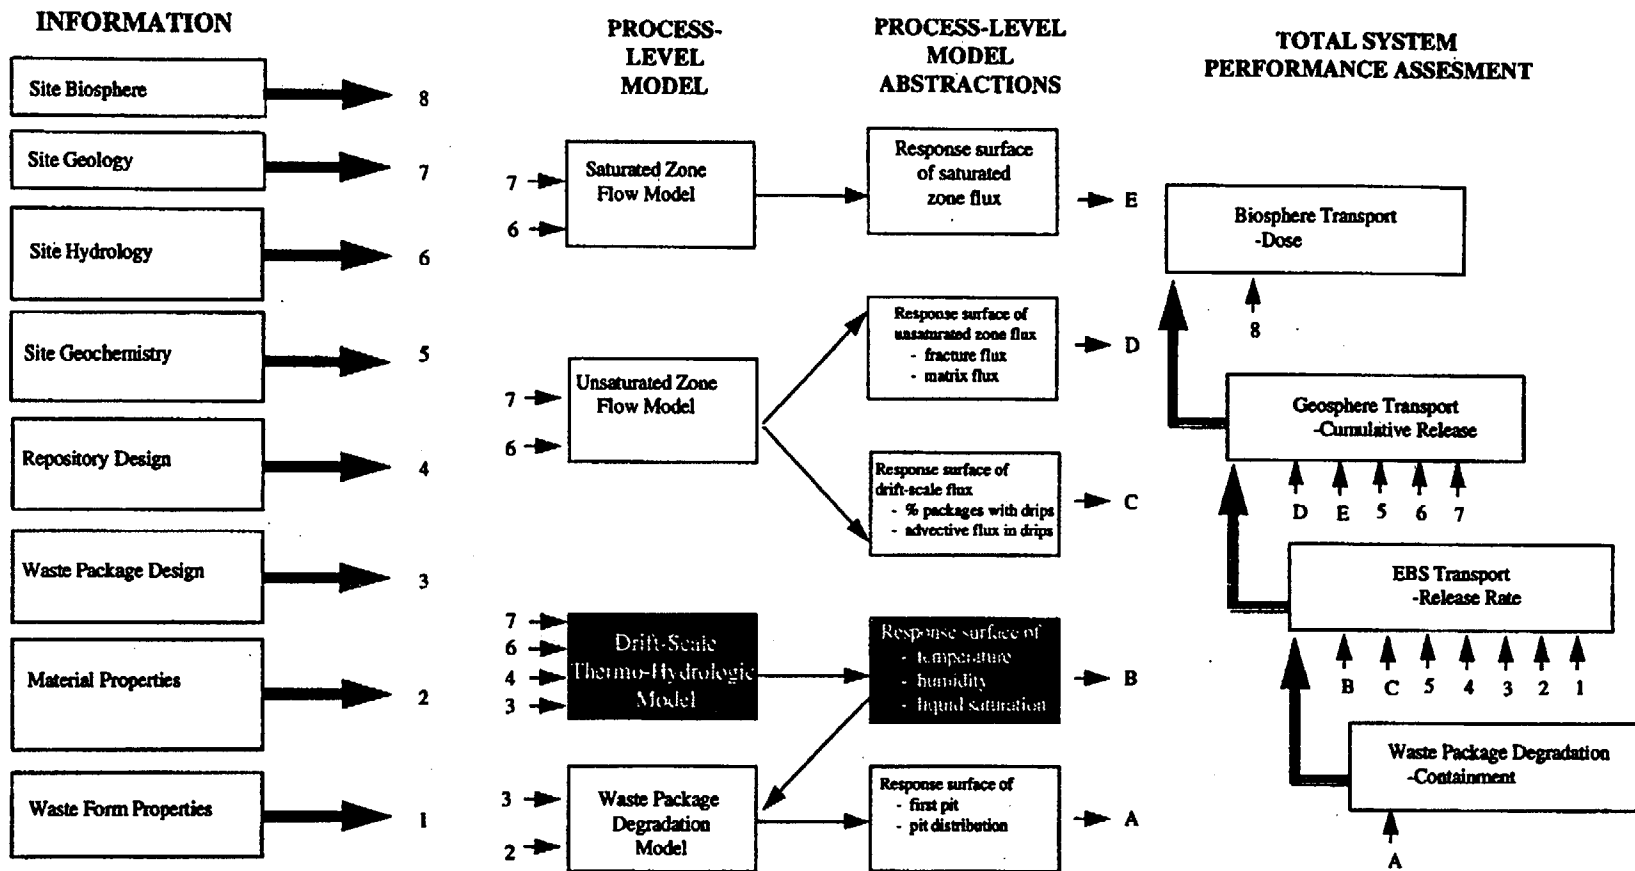 INFORMATION
Site Biosphere
8
Site Geology
7
Site Hydrology
6
Site Geochemistry
5
Repository Design
4
Waste Package Design
3
Material Properties
2
Waste Form Properties
1
PROCESS-
LEVEL
MODEL
7
6
Saturated Zone
Flow Model
7
6
Unsaturated Zone
Flow Model
7
6
4
3
Drift-Scale
Thermo-Hydrologic
Model
3
2
Waste Package
Degradation
Model
PROCESS-LEVEL
MODEL
ABSTRACTIONS
Response surface
of saturated
zone flux
E
Response surface of
unsaturated zone flux
- fracture flux
- matrix flux
D
Response surface of
drift-scale flux
- % packages with drips
- advective flux in drips
C
Response surface of
- temperature
- humidity
- liquid saturation
B
Response surface of
- first pit
- pit distribution
A
TOTAL SYSTEM
PERFORMANCE ASSESMENT
Biosphere Transport
-Dose
8
Geosphere Transport
-Cumulative Release
D E 5 6 7
EBS Transport
-Release Rate
B C 5 4 3 2 1
Waste Package Degradation
-Containment
A